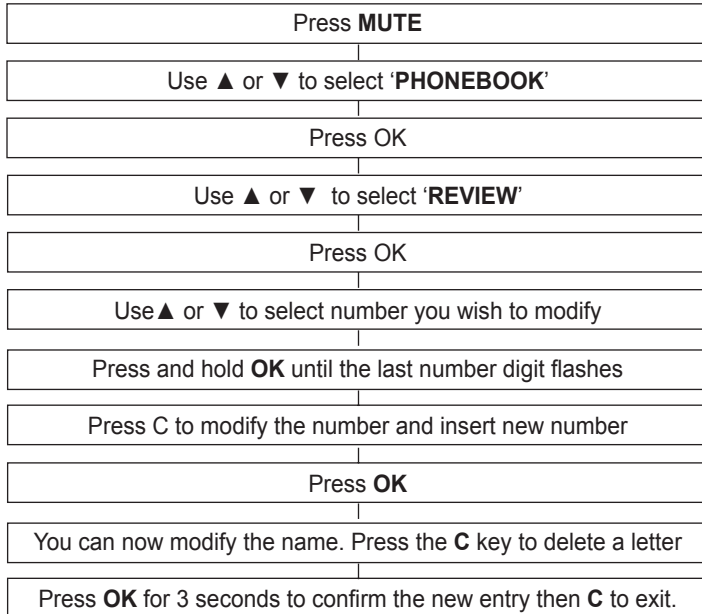 Press MUTE
Use ▲ or ▼ to select ‘PHONEBOOK’
Press OK
Use ▲ or ▼ to select ‘REVIEW’
Press OK
Use▲ or ▼ to select number you wish to modify
Press and hold OK until the last number digit flashes
Press C to modify the number and insert new number
Press OK
You can now modify the name. Press the C key to delete a letter
Press OK for 3 seconds to confirm the new entry then C to exit.